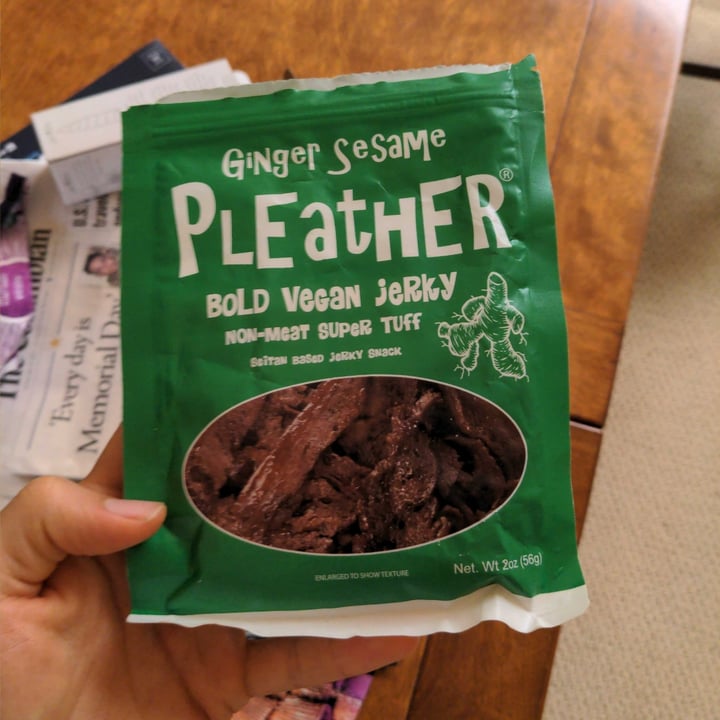 Ginger Sesame
PLEatHER®
BOLD VEGAN JERKY
NON-MEAT SUPER TUFF
SEITAN BASED JERKY SNACK
ENLARGED TO SHOW TEXTURE
Net. Wt 2oz (56g)
'Every day is
Memorial Day'